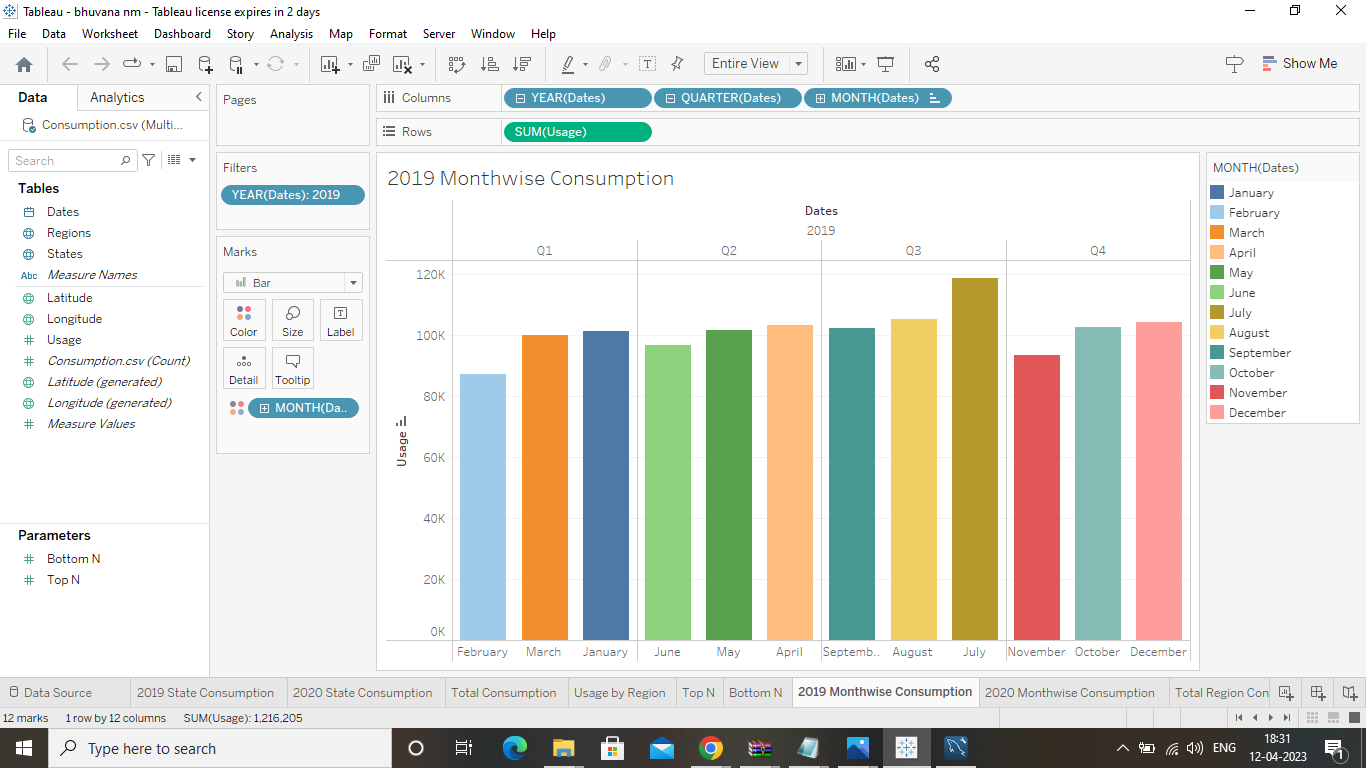 Tableau - bhuvana nm - Tableau license expires in 2 days
File Data Worksheet Dashboard Story Analysis Map Format Server Window Help
Entire View
Show Me
Data Analytics
Consumption.csv (Multi...
Search
Tables
Dates
Regions
States
Abc Measure Names
Latitude
Longitude
Usage
Consumption.csv (Count)
Latitude (generated)
Longitude (generated)
Measure Values
Parameters
Bottom N
Top N
Pages
Filters
YEAR(Dates): 2019
Marks
Bar
Color Size Label
Detail Tooltip
MONTH(Da..
Columns YEAR(Dates) QUARTER(Dates) MONTH(Dates)
Rows SUM(Usage)
2019 Monthwise Consumption
Dates
2019
Q1 Q2 Q3 Q4
120K
100K
80K
60K
40K
20K
0K
Usage
February March January June May April Septemb.. August July November October December
MONTH(Dates)
January
February
March
April
May
June
July
August
September
October
November
December
Data Source 2019 State Consumption 2020 State Consumption Total Consumption Usage by Region Top N Bottom N 2019 Monthwise Consumption 2020 Monthwise Consumption Total Region Con
12 marks 1 row by 12 columns SUM(Usage): 1,216,205
Type here to search
ENG
18:31
12-04-2023
1